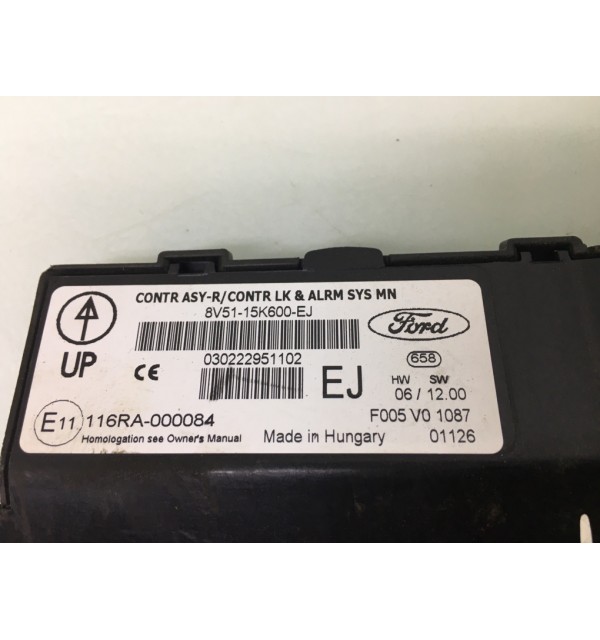 CONTR ASY-R/CONTR LK & ALRM SYS MN
8V51-15K600-EJ
Ford
UP
CE
030222951102
EJ
658
HW SW
06 / 12.00
E11 116RA-000084
F005 V0 1087
Homologation see Owner's Manual
Made in Hungary
01126